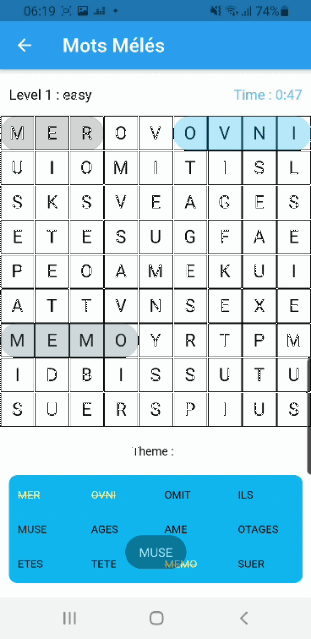 06:19 74%
Mots Mélés
Level 1 : easy Time : 0:47
M E R O V O V N I
U I O M I T I S L
S K S V E A G E S
E T E S U G F A E
P E O A M E K U I
A T T V N S E X E
M E M O Y R T P M
I D B I S S U T U
S U E R S P I U S
Theme :
MER OVNI OMIT ILS
MUSE AGES AME OTAGES
MUSE
ETES TETE MEMO SUER